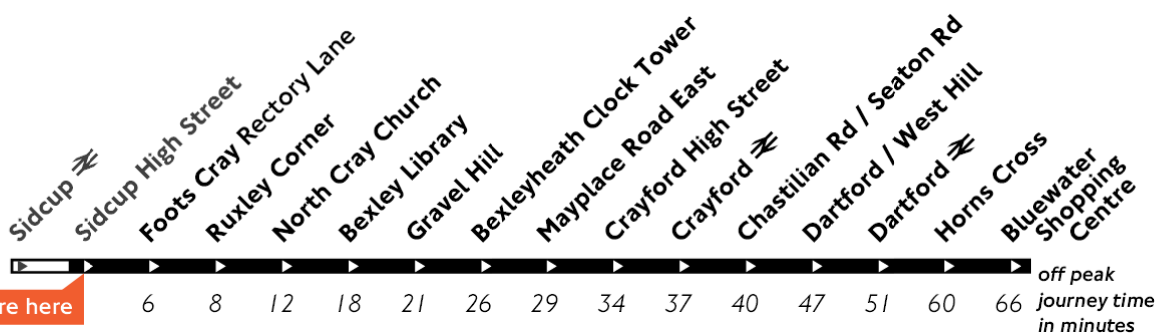 Sidcup
Sidcup High Street
Foots Cray Rectory Lane
Ruxley Corner
North Cray Church
Bexley Library
Gravel Hill
Bexleyheath Clock Tower
Mayplace Road East
Crayford High Street
Crayford
Chastilian Rd / Seaton Rd
Dartford / West Hill
Dartford
Horns Cross
Bluewater
Shopping
Centre
re here
6 8 12 18 21 26 29 34 37 40 47 51 60 66
off peak
journey time
in minutes